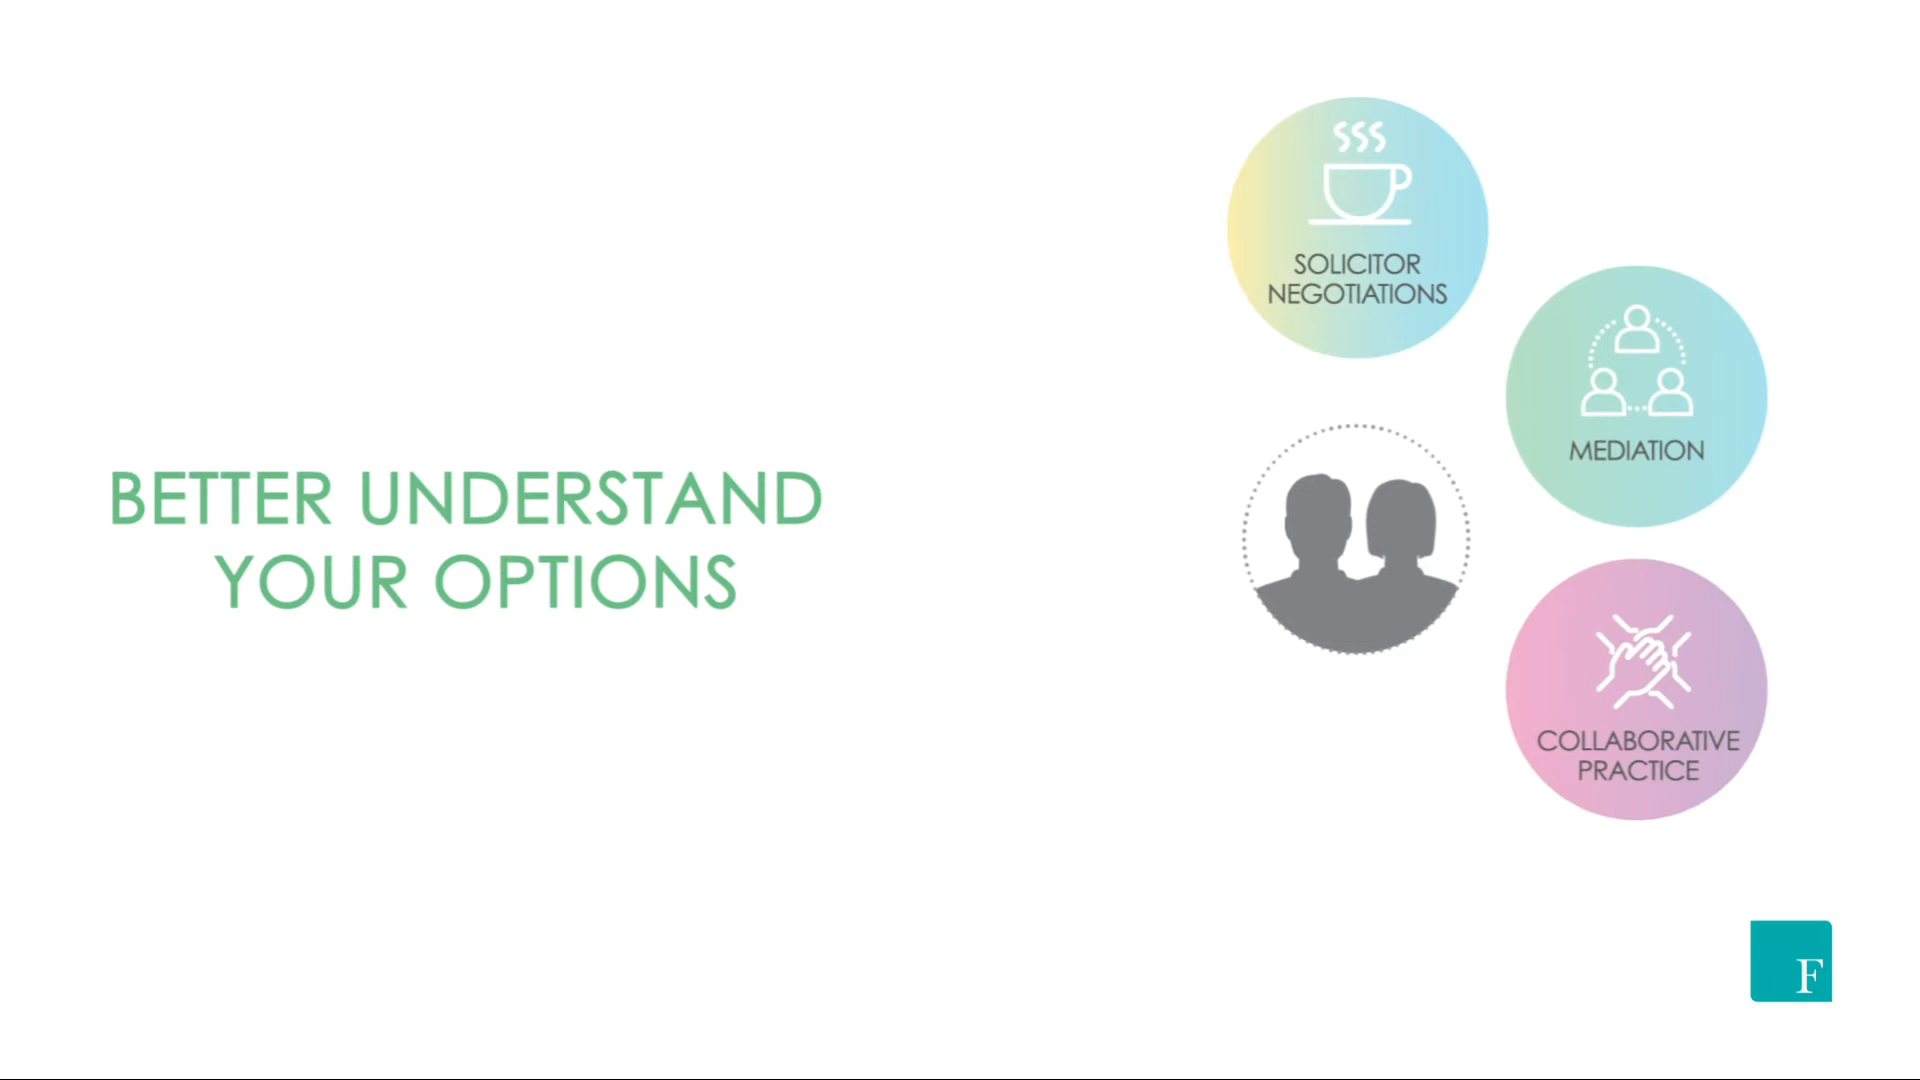 BETTER UNDERSTAND
YOUR OPTIONS
SOLICITOR
NEGOTIATIONS
MEDIATION
COLLABORATIVE
PRACTICE
F